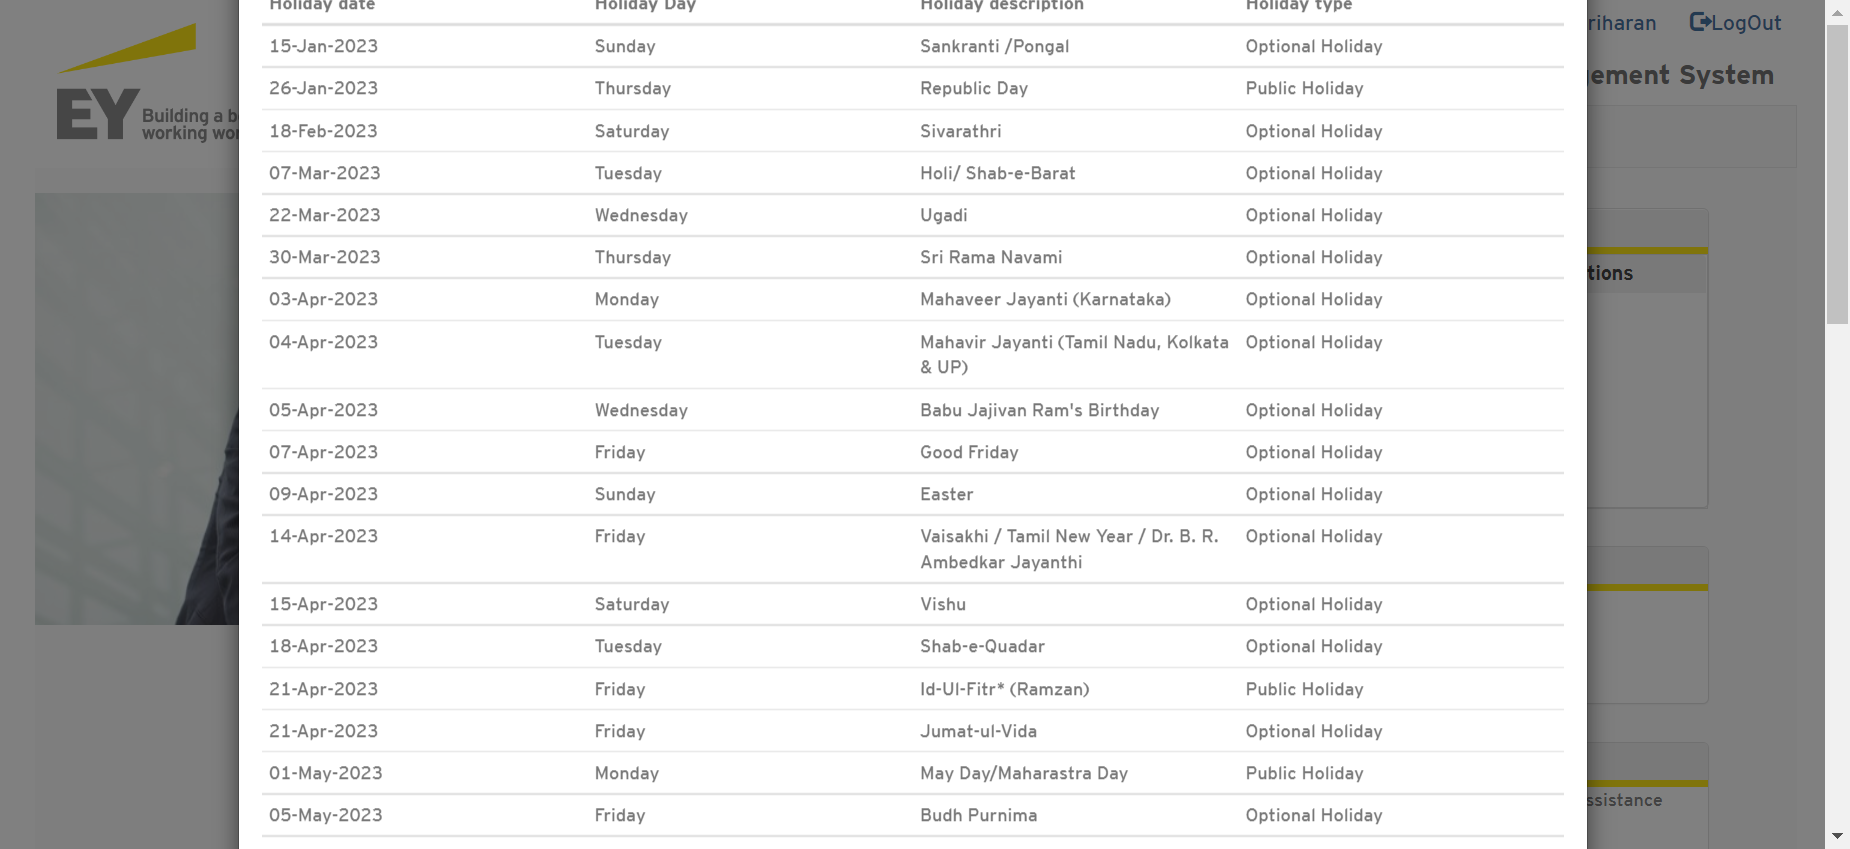 Holiday date Holiday Day Holiday description Holiday type
riharan LogOut
15-Jan-2023 Sunday Sankranti /Pongal Optional Holiday
ement System
26-Jan-2023 Thursday Republic Day Public Holiday
EY Building a b
working wor
18-Feb-2023 Saturday Sivarathri Optional Holiday
07-Mar-2023 Tuesday Holi/ Shab-e-Barat Optional Holiday
22-Mar-2023 Wednesday Ugadi Optional Holiday
30-Mar-2023 Thursday Sri Rama Navami Optional Holiday
tions
03-Apr-2023 Monday Mahaveer Jayanti (Karnataka) Optional Holiday
04-Apr-2023 Tuesday Mahavir Jayanti (Tamil Nadu, Kolkata Optional Holiday
& UP)
05-Apr-2023 Wednesday Babu Jajivan Ram's Birthday Optional Holiday
07-Apr-2023 Friday Good Friday Optional Holiday
09-Apr-2023 Sunday Easter Optional Holiday
14-Apr-2023 Friday Vaisakhi / Tamil New Year / Dr. B. R. Optional Holiday
Ambedkar Jayanthi
15-Apr-2023 Saturday Vishu Optional Holiday
18-Apr-2023 Tuesday Shab-e-Quadar Optional Holiday
21-Apr-2023 Friday Id-Ul-Fitr* (Ramzan) Public Holiday
21-Apr-2023 Friday Jumat-ul-Vida Optional Holiday
01-May-2023 Monday May Day/Maharastra Day Public Holiday
ssistance
05-May-2023 Friday Budh Purnima Optional Holiday